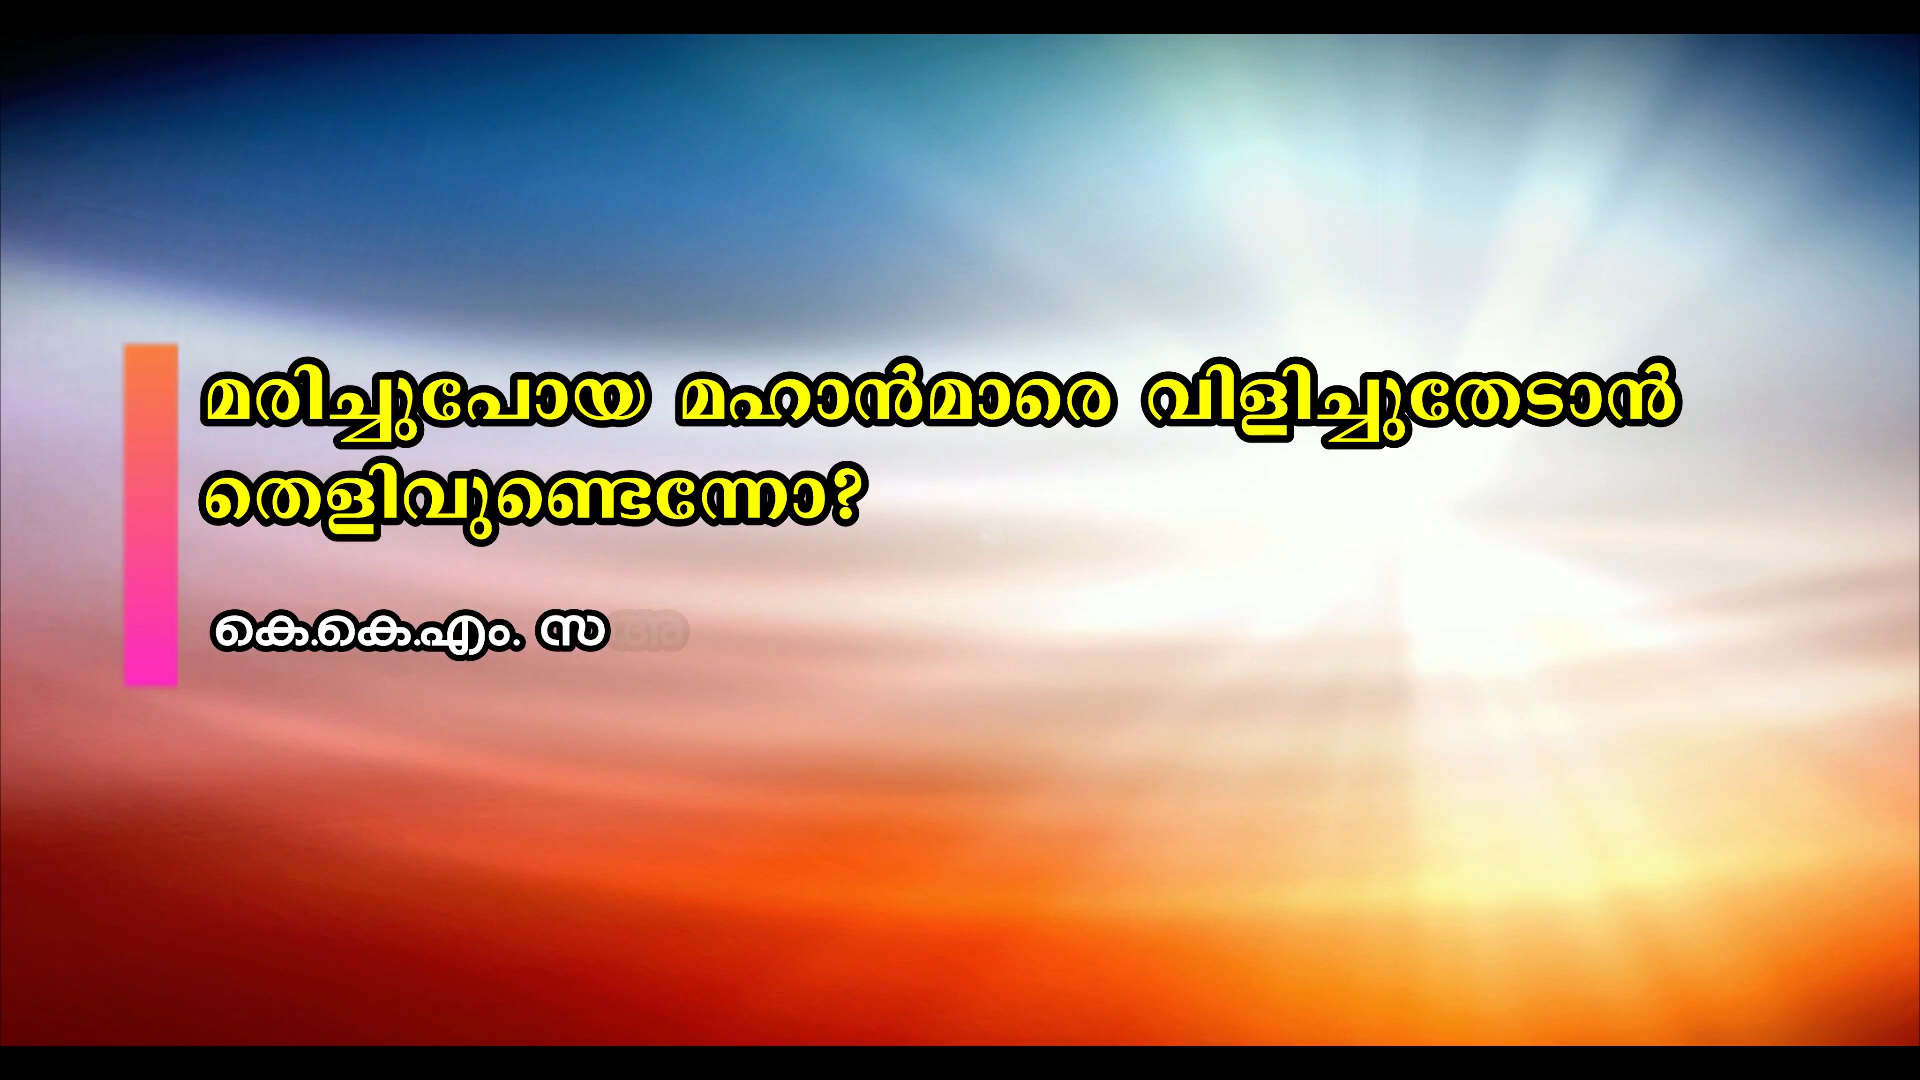 മരിച്ചുപോയ മഹാൻമാരെ വിളിച്ചുതേടാൻ
തെളിവുണ്ടെന്നോ?
കെ.കെ.എം. സ